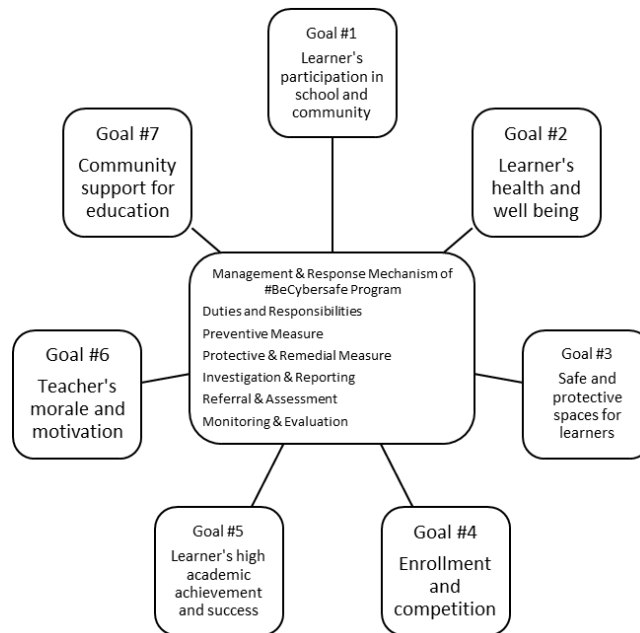 Goal #1
Learner's
participation in
school and
community
Goal #2
Learner's
health and
well being
Goal #3
Safe and
protective
spaces for
learners
Goal #4
Enrollment
and
competition
Goal #5
Learner's high
academic
achievement
and success
Goal #6
Teacher's
morale and
motivation
Goal #7
Community
support for
education
Management & Response Mechanism of
#BeCybersafe Program
Duties and Responsibilities
Preventive Measure
Protective & Remedial Measure
Investigation & Reporting
Referral & Assessment
Monitoring & Evaluation